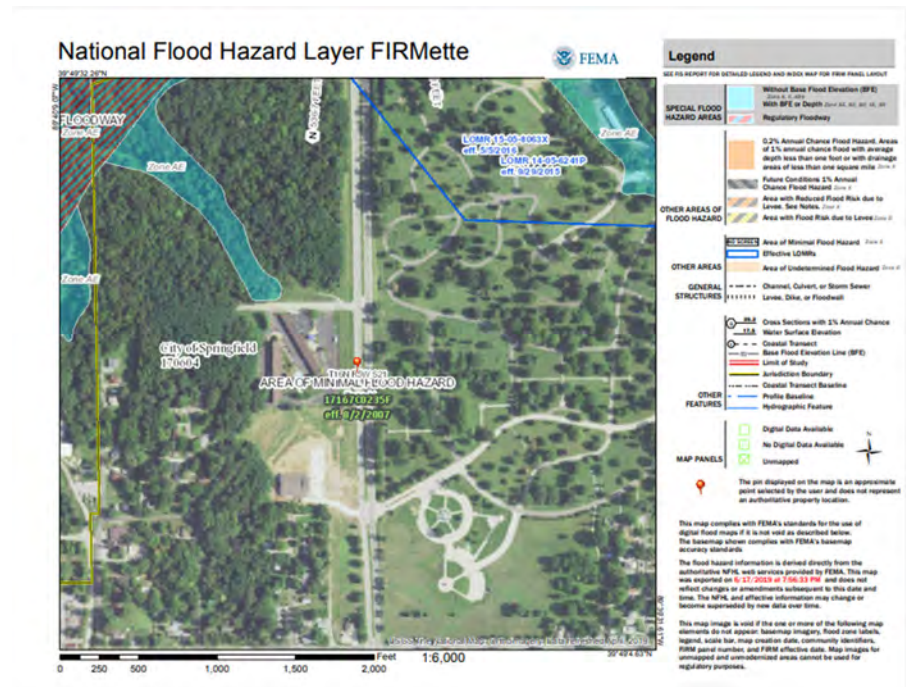 National Flood Hazard Layer FIRMette
FEMA
Legend
SEE FIS REPORT FOR DETAILED LEGEND AND INDEX MAP FOR FIRM PANEL LAYOUT
SPECIAL FLOOD
HAZARD AREAS
Without Base Flood Elevation (BFE)
With BFE or Depth
Regulatory Floodway
OTHER AREAS OF
FLOOD HAZARD
0.2% Annual Chance Flood Hazard, Areas
of 1% annual chance flood with average
depth less than one foot or with drainage
areas of less than one square mile Zone X
Future Conditions 1% Annual
Chance Flood Hazard Zone X
Area with Reduced Flood Risk due to
Levee. See Notes. Zone X
Area with Flood Risk due to Levee Zone D
OTHER AREAS
NO SCREEN Area of Minimal Flood Hazard Zone X
Effective LOMRs
Area of Undetermined Flood Hazard Zone D
GENERAL
STRUCTURES
Channel, Culvert, or Storm Sewer
Levee, Dike, or Floodwall
OTHER
FEATURES
Cross Sections with 1% Annual Chance
17.5 Water Surface Elevation
Coastal Transect
Base Flood Elevation Line (BFE)
Limit of Study
Jurisdiction Boundary
Coastal Transect Baseline
Profile Baseline
Hydrographic Feature
MAP PANELS
Digital Data Available
No Digital Data Available
Unmapped
N
The pin displayed on the map is an approximate
point selected by the user and does not represent
an authoritative property location.
This map complies with FEMA's standards for the use of
digital flood maps if it is not void as described below.
The basemap shown complies with FEMA's basemap
accuracy standards
The flood hazard information is derived directly from the
authoritative NFHL web services provided by FEMA. This map
was exported on 6/17/2019 at 7:56:33 PM and does not
reflect changes or amendments subsequent to this date and
time. The NFHL and effective information may change or
become superseded by new data over time.
This map image is void if the one or more of the following map
elements do not appear: basemap imagery, flood zone labels,
legend, scale bar, map creation date, community identifiers,
FIRM panel number, and FIRM effective date. Map images for
unmapped and unmodernized areas cannot be used for
regulatory purposes.
39°49'32.26"N
FLOODWAY
Zone AE
Zone AE
Zone AE
Zone AE
LOMR 15-05-8063X
eff. 5/5/2016
LOMR 14-05-6241P
eff. 9/29/2015
City of Springfield
170604
AREA OF MINIMAL FLOOD HAZARD
17167C0235F
eff. 8/2/2007
39°49'4.63"N
0 250 500 1,000 1,500 2,000
Feet 1:6,000